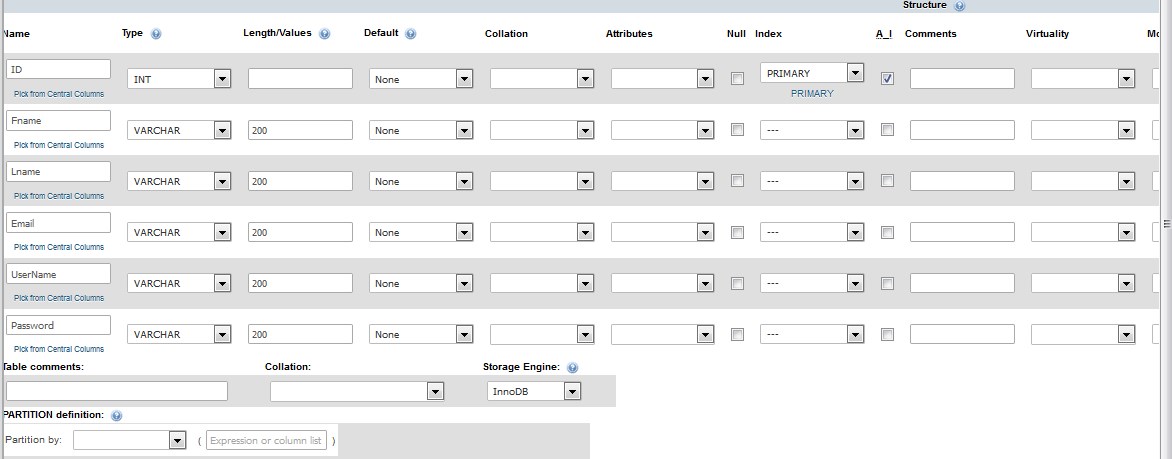 Structure
Name Type Length/Values Default Collation Attributes Null Index A_I Comments Virtuality
ID INT None PRIMARY
Pick from Central Columns PRIMARY
Fname VARCHAR 200 None ---
Pick from Central Columns
Lname VARCHAR 200 None ---
Pick from Central Columns
Email VARCHAR 200 None ---
Pick from Central Columns
UserName VARCHAR 200 None ---
Pick from Central Columns
Password VARCHAR 200 None ---
Pick from Central Columns
Table comments: Collation: Storage Engine:
InnoDB
PARTITION definition:
Partition by: ( Expression or column list )